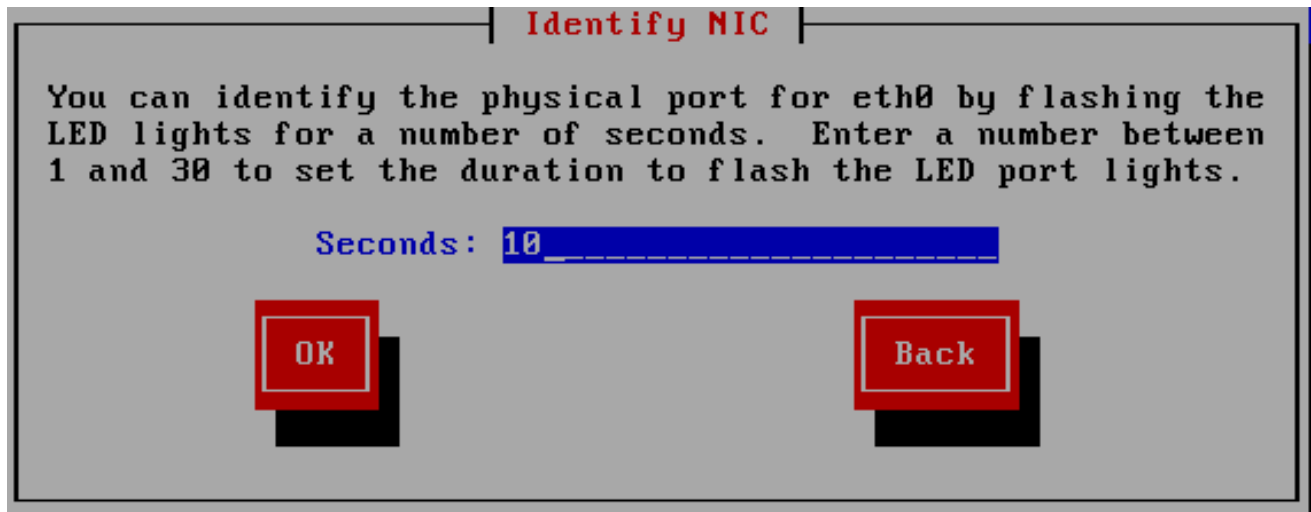 Identify NIC
You can identify the physical port for eth0 by flashing the
LED lights for a number of seconds.  Enter a number between
1 and 30 to set the duration to flash the LED port lights.
Seconds: 10_______________________
OK Back